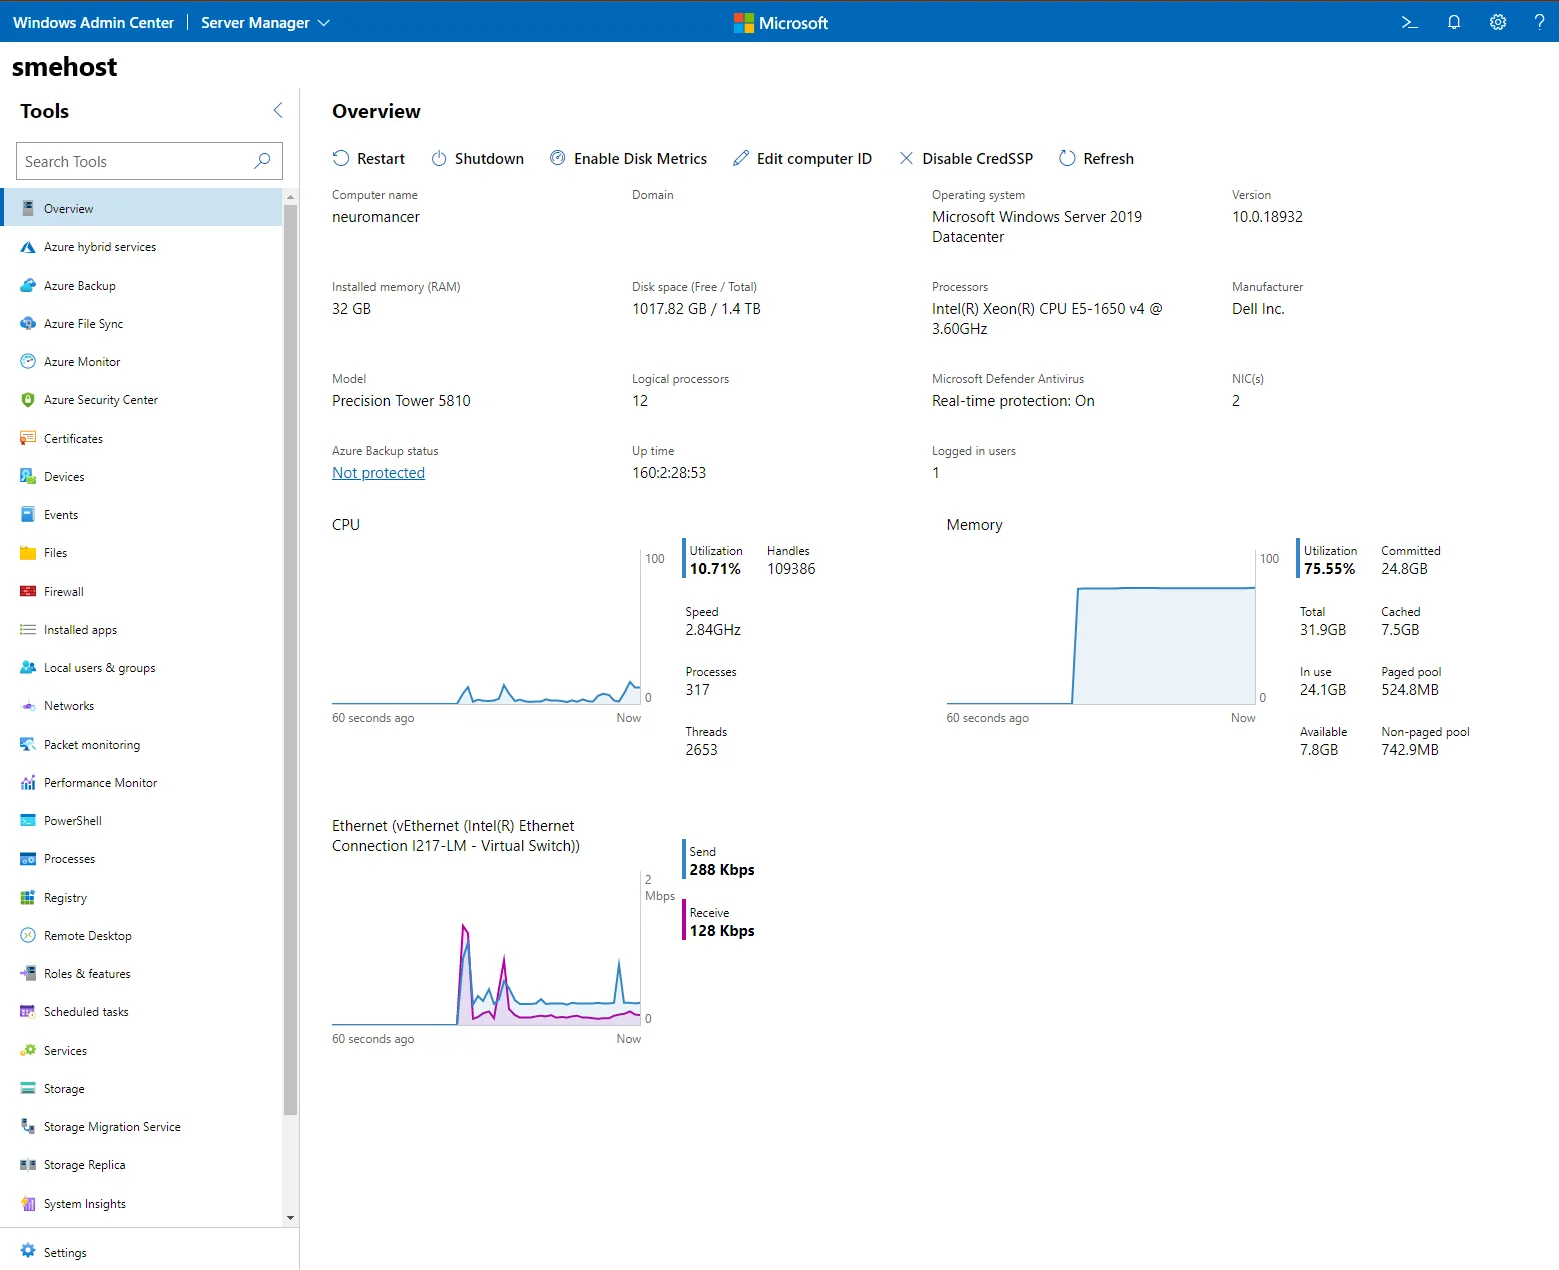 Windows Admin Center
Server Manager
Microsoft
smehost
Tools
Search Tools
Overview
Azure hybrid services
Azure Backup
Azure File Sync
Azure Monitor
Azure Security Center
Certificates
Devices
Events
Files
Firewall
Installed apps
Local users & groups
Networks
Packet monitoring
Performance Monitor
PowerShell
Processes
Registry
Remote Desktop
Roles & features
Scheduled tasks
Services
Storage
Storage Migration Service
Storage Replica
System Insights
Settings
Overview
Restart
Shutdown
Enable Disk Metrics
Edit computer ID
Disable CredSSP
Refresh
Computer name
neuromancer
Domain
Operating system
Microsoft Windows Server 2019
Datacenter
Version
10.0.18932
Installed memory (RAM)
32 GB
Disk space (Free / Total)
1017.82 GB / 1.4 TB
Processors
Intel(R) Xeon(R) CPU E5-1650 v4 @
3.60GHz
Manufacturer
Dell Inc.
Model
Precision Tower 5810
Logical processors
12
Microsoft Defender Antivirus
Real-time protection: On
NIC(s)
2
Azure Backup status
Not protected
Up time
160:2:28:53
Logged in users
1
CPU
100
0
60 seconds ago
Now
Utilization
10.71%
Handles
109386
Speed
2.84GHz
Processes
317
Threads
2653
Memory
100
0
60 seconds ago
Now
Utilization
75.55%
Committed
24.8GB
Total
31.9GB
Cached
7.5GB
In use
24.1GB
Paged pool
524.8MB
Available
7.8GB
Non-paged pool
742.9MB
Ethernet (vEthernet (Intel(R) Ethernet
Connection I217-LM - Virtual Switch))
2
Mbps
0
60 seconds ago
Now
Send
288 Kbps
Receive
128 Kbps